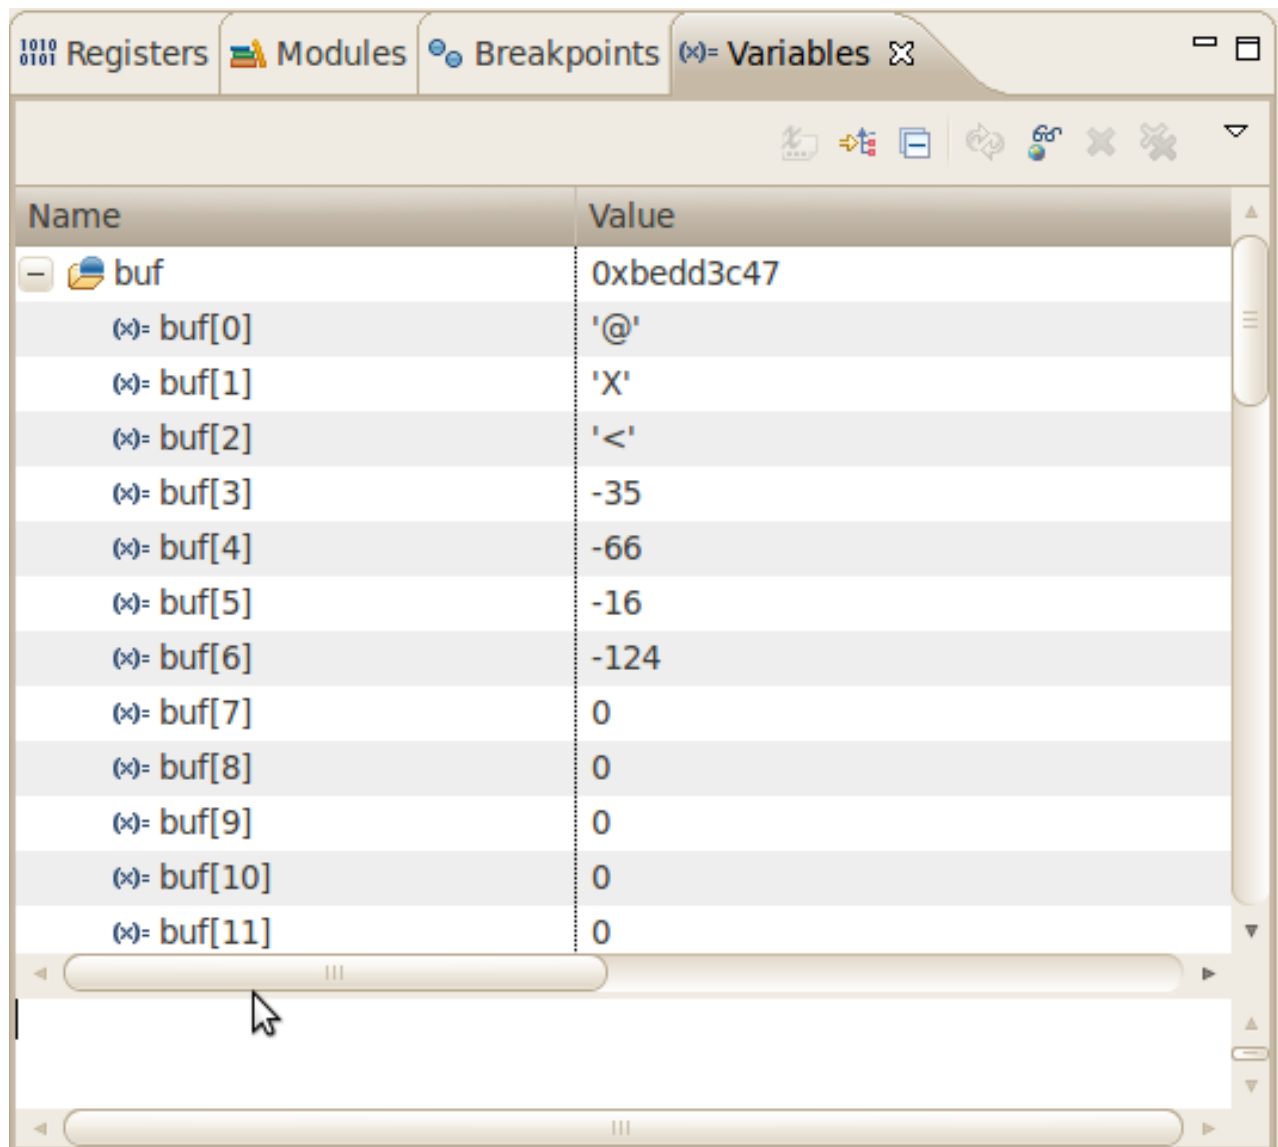 Registers Modules Breakpoints (x)= Variables
Name Value
buf 0xbedd3c47
(x)= buf[0] '@'
(x)= buf[1] 'X'
(x)= buf[2] '<'
(x)= buf[3] -35
(x)= buf[4] -66
(x)= buf[5] -16
(x)= buf[6] -124
(x)= buf[7] 0
(x)= buf[8] 0
(x)= buf[9] 0
(x)= buf[10] 0
(x)= buf[11] 0